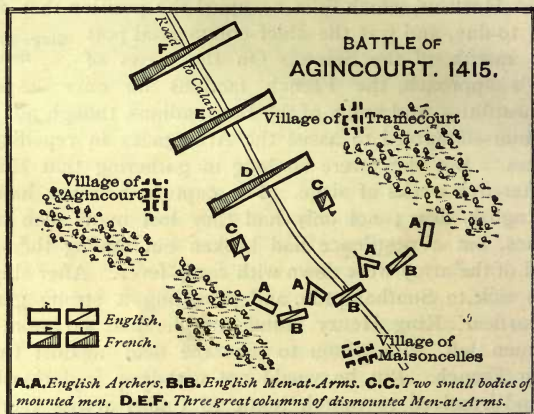 BATTLE OF
AGINCOURT. 1415.
Road to Calais
F
E
D
Village of Tramecourt
Village of
Agincourt
C
C
A
A
B
A
A
B
B
B
English.
French.
Village of
Maisoncelles
A.A. English Archers. B.B. English Men-at-Arms. C.C. Two small bodies of
mounted men. D.E.F. Three great columns of dismounted Men-at-Arms.